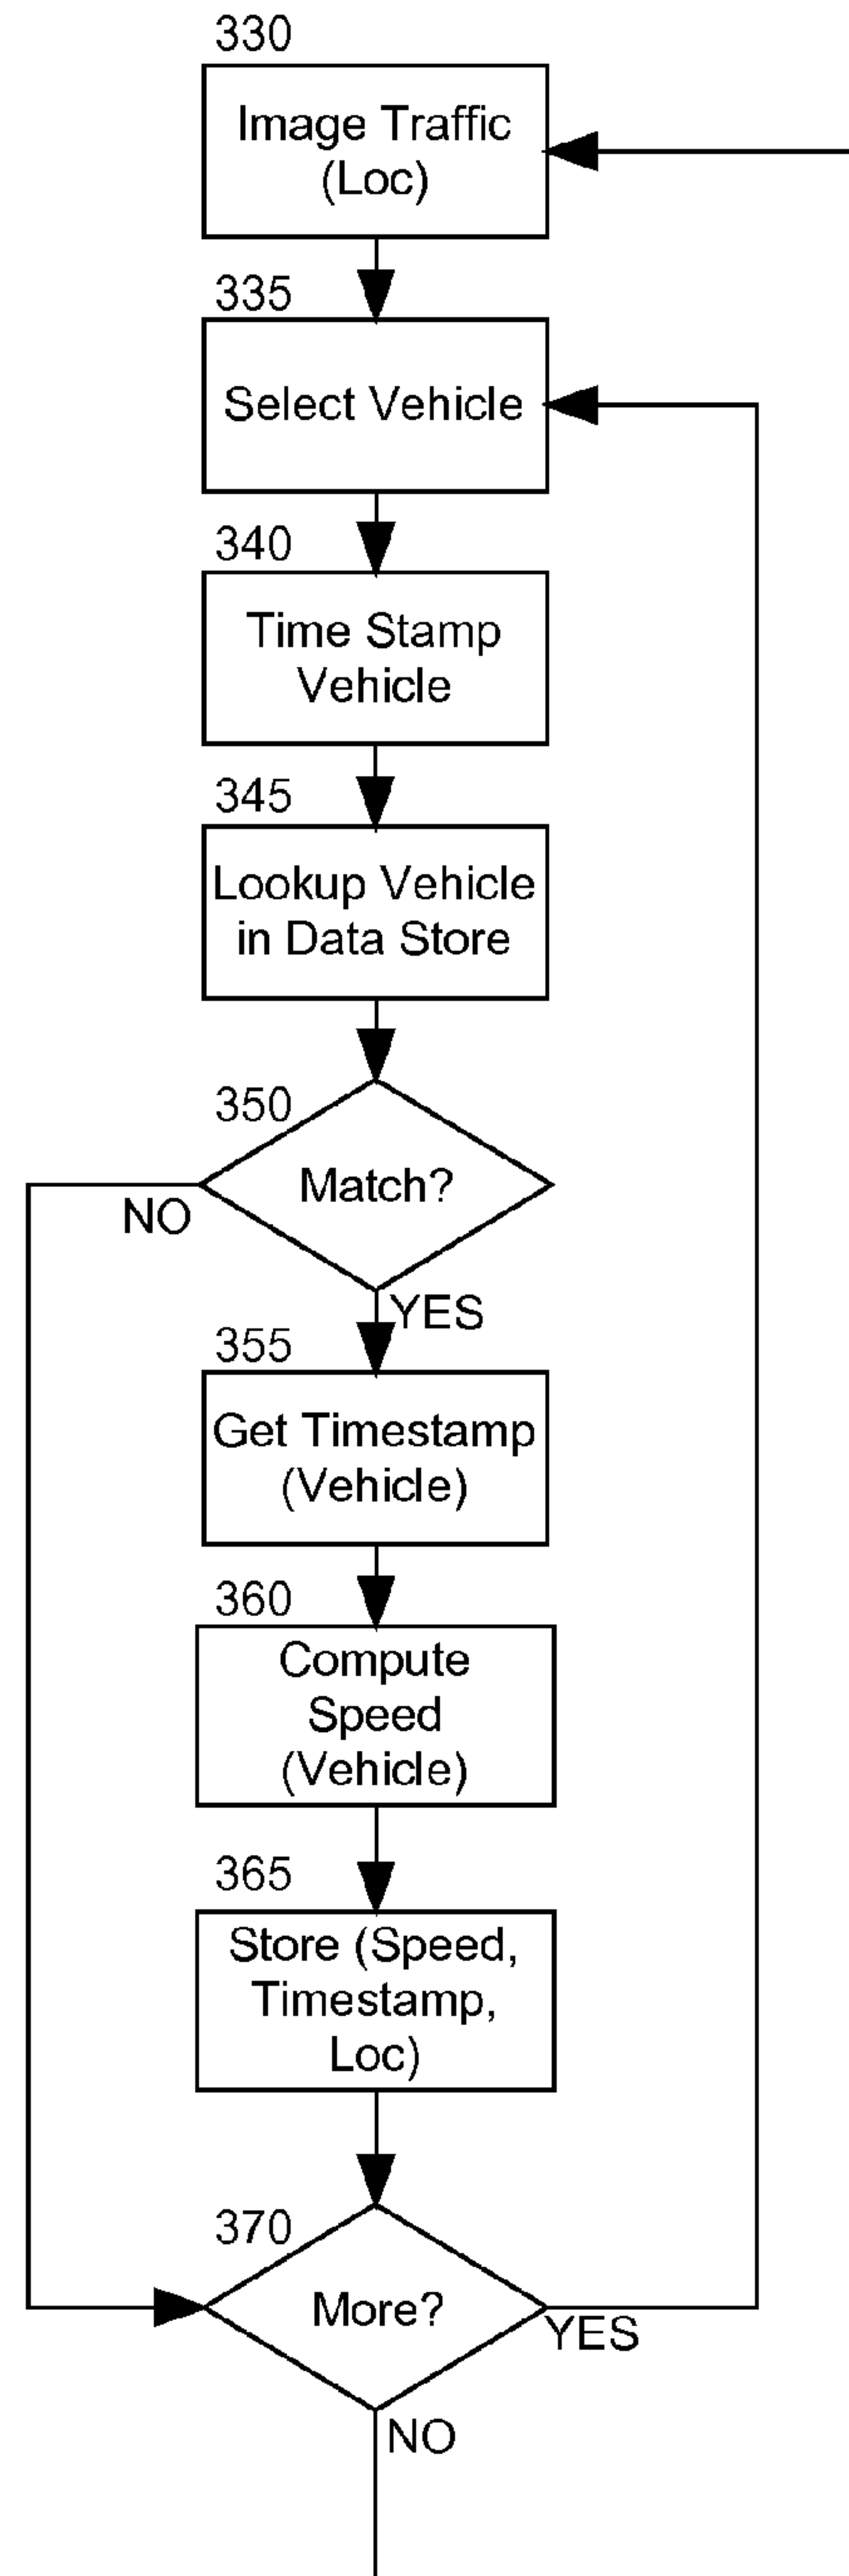 330
Image Traffic
(Loc)
335
Select Vehicle
340
Time Stamp
Vehicle
345
Lookup Vehicle
in Data Store
350
Match?
NO
YES
355
Get Timestamp
(Vehicle)
360
Compute
Speed
(Vehicle)
365
Store (Speed,
Timestamp,
Loc)
370
More?
YES
NO